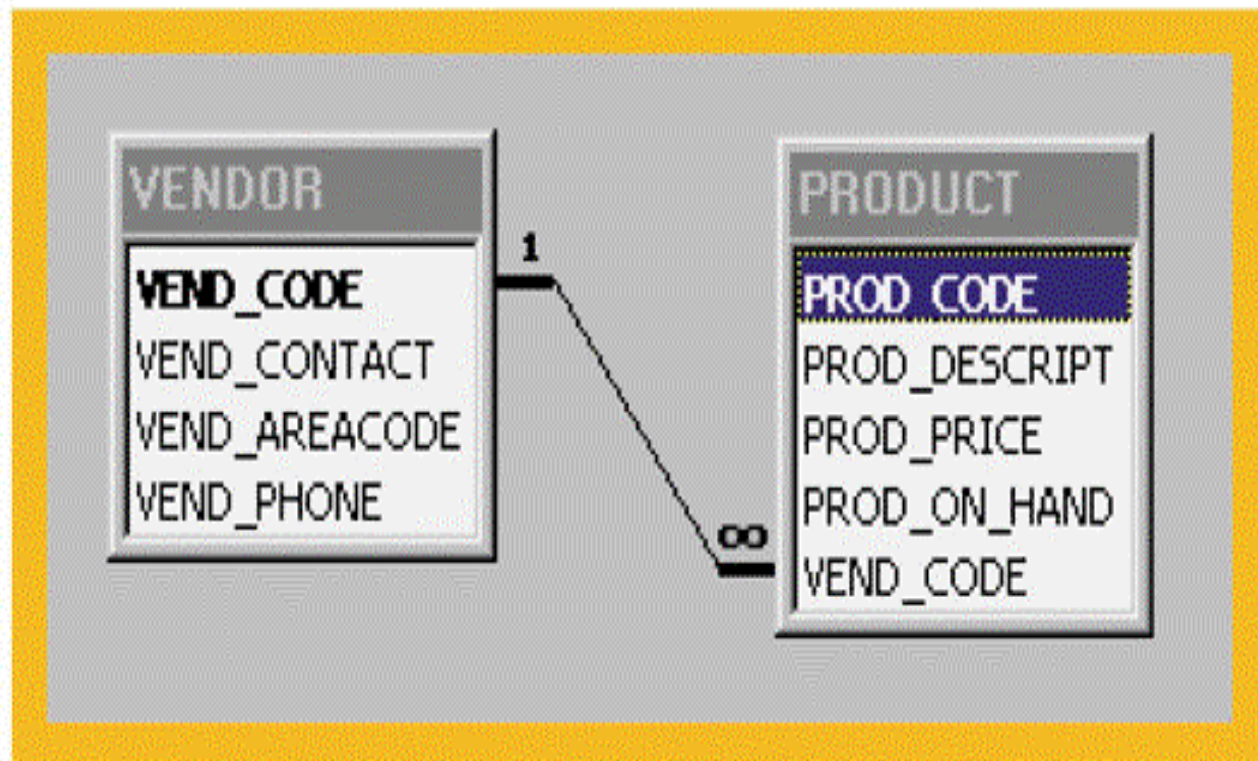 VENDOR
VEND_CODE
VEND_CONTACT
VEND_AREACODE
VEND_PHONE
1
∞
PRODUCT
PROD_CODE
PROD_DESCRIPT
PROD_PRICE
PROD_ON_HAND
VEND_CODE